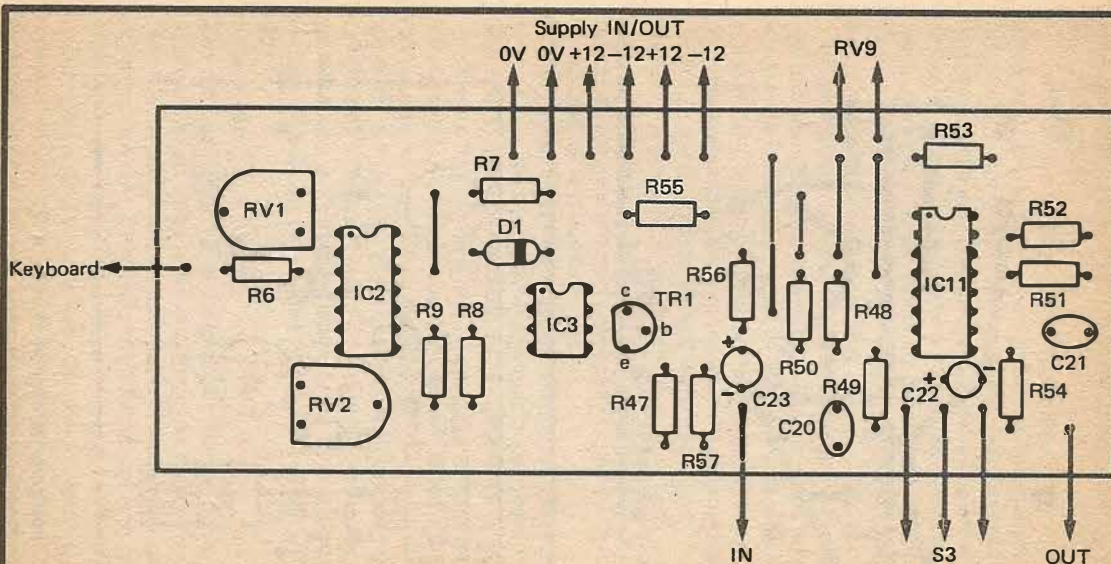 Supply IN/OUT
0V 0V +12 –12 +12 –12
RV9
R53
R7
RV1
R55
R52
D1
Keyboard
R6
IC2
R56
IC11
R51
c
TR1
R9 R8
IC3
b
R48
e
+
R50
C21
RV2
R47
–
C23
R49
C22
+
–
R54
C20
R57
IN
S3
OUT